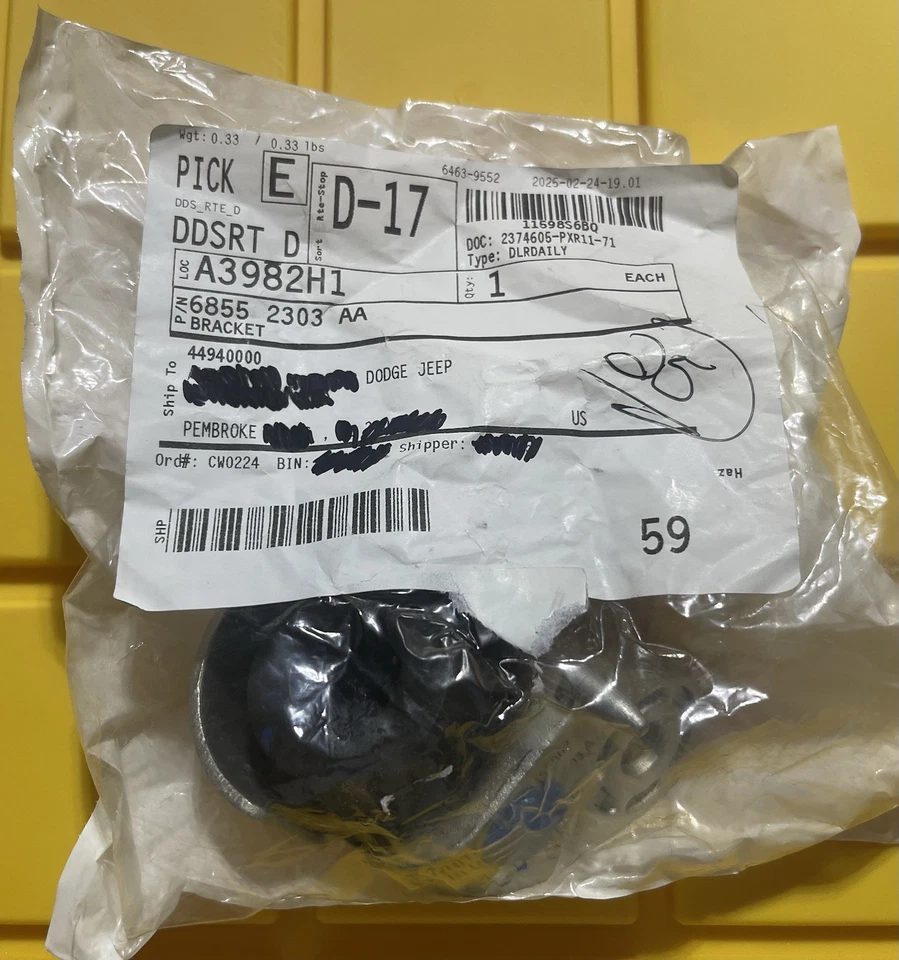 Wgt: 0.33 / 0.33 lbs
6463-9552 2025-02-24-19.01
PICK E
Rte-Stop
Sort
D-17
11598S6BQ
DDS_RTE_D
DDSRT D
DOC: 2374605-PXR11-71
Type: DLRDAILY
LOC A3982H1
Qty: 1 EACH
P/N 6855 2303 AA
BRACKET
Ship To
44940000
DODGE JEEP
PEMBROKE , US
Ord#: CW0224 BIN: Shipper:
Haz
SHP
59